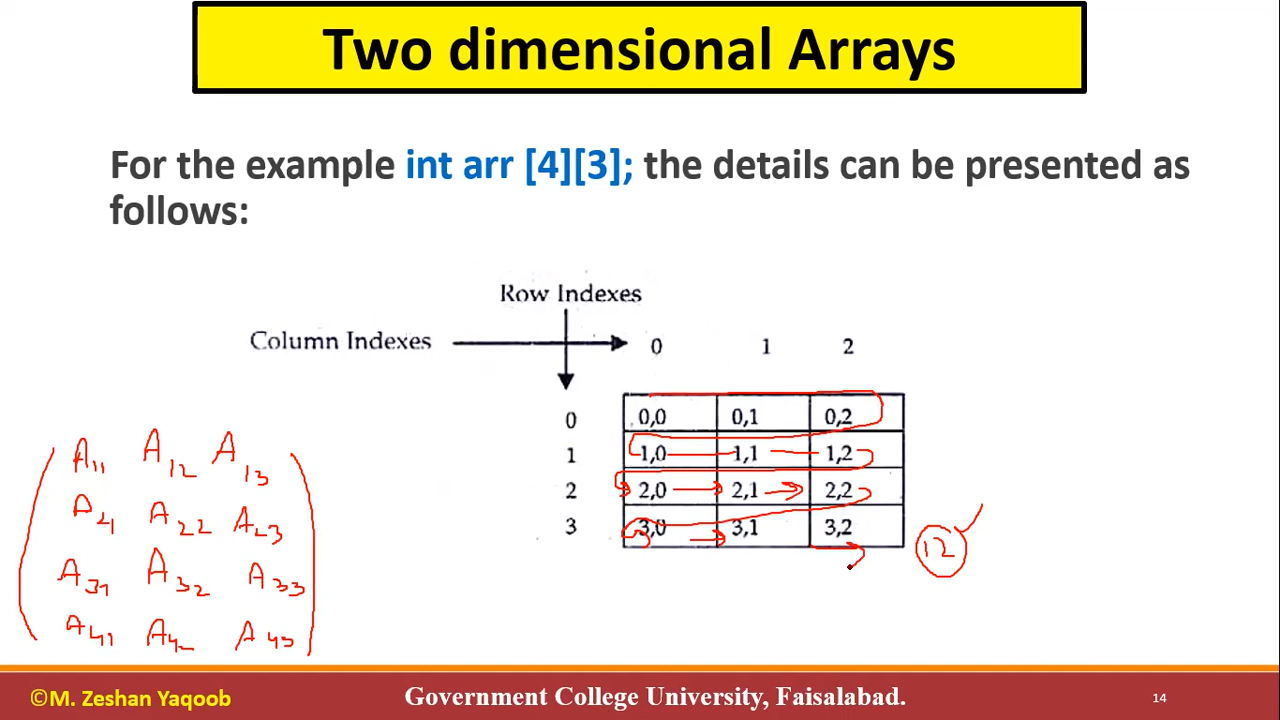 Two dimensional Arrays
For the example int arr [4][3]; the details can be presented as
follows:
Row Indexes
Column Indexes
0 1 2
0 0,0 0,1 0,2
1 1,0 1,1 1,2
2 2,0 2,1 2,2
3 3,0 3,1 3,2
12
A11 A12 A13
A22 A23
A31 A32 A33
A41 A42 A43
©M. Zeshan Yaqoob
Government College University, Faisalabad.
14